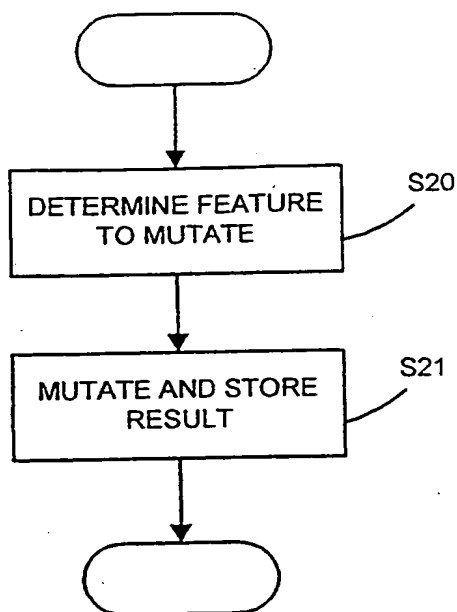 DETERMINE FEATURE
TO MUTATE
S20
MUTATE AND STORE
RESULT
S21